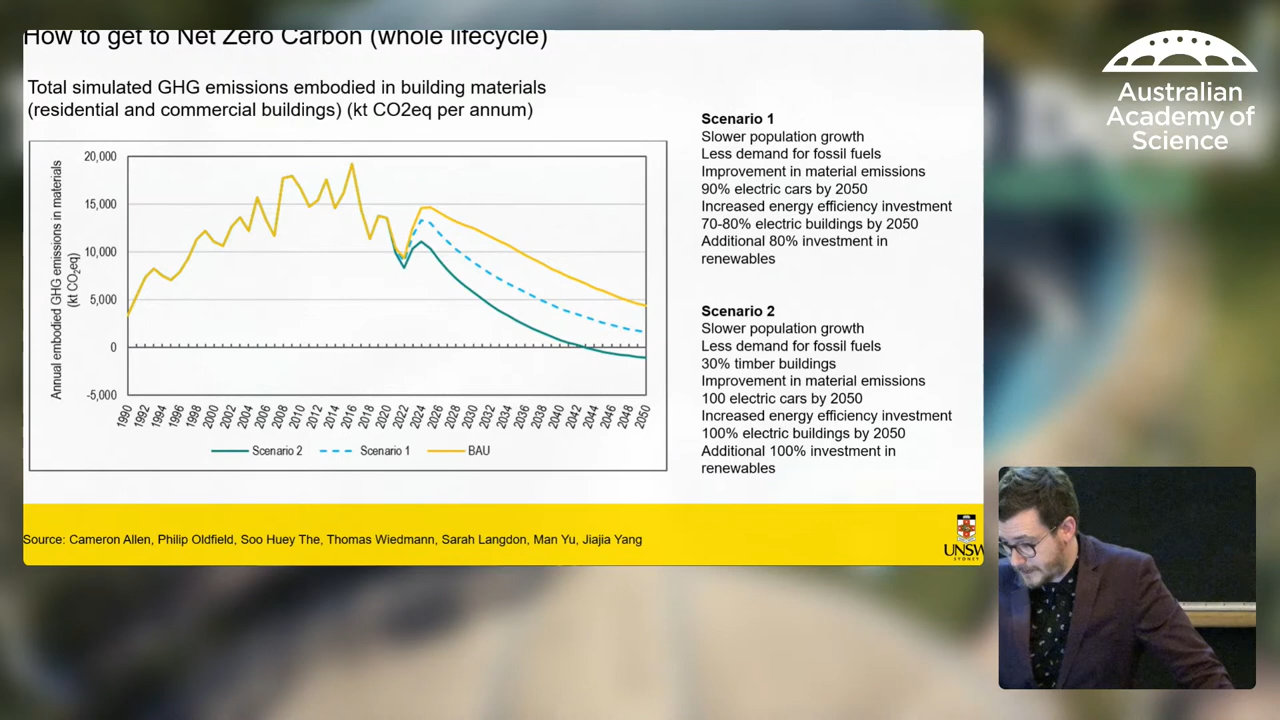 How to get to Net Zero Carbon (whole lifecycle)
Total simulated GHG emissions embodied in building materials
(residential and commercial buildings) (kt CO2eq per annum)
Annual embodied GHG emissions in materials
(kt CO2eq)
20,000
15,000
10,000
5,000
0
-5,000
1990
1992
1994
1996
1998
2000
2002
2004
2006
2008
2010
2012
2014
2016
2018
2020
2022
2024
2026
2028
2030
2032
2034
2036
2038
2040
2042
2044
2046
2048
2050
Scenario 2
Scenario 1
BAU
Scenario 1
Slower population growth
Less demand for fossil fuels
Improvement in material emissions
90% electric cars by 2050
Increased energy efficiency investment
70-80% electric buildings by 2050
Additional 80% investment in
renewables
Scenario 2
Slower population growth
Less demand for fossil fuels
30% timber buildings
Improvement in material emissions
100 electric cars by 2050
Increased energy efficiency investment
100% electric buildings by 2050
Additional 100% investment in
renewables
Source: Cameron Allen, Philip Oldfield, Soo Huey The, Thomas Wiedmann, Sarah Langdon, Man Yu, Jiajia Yang
UNSW
SYDNEY
Australian
Academy of
Science